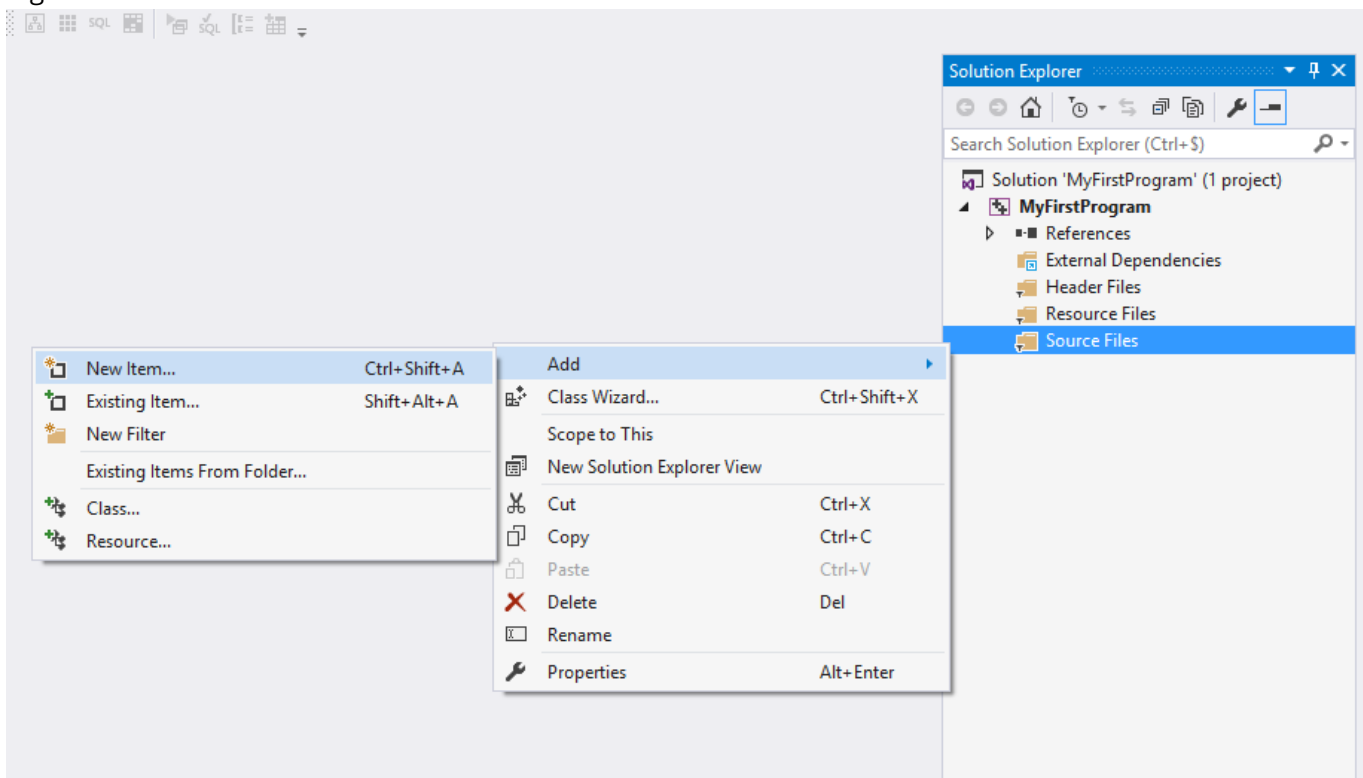 SQL SQL
Solution Explorer
Search Solution Explorer (Ctrl+$)
Solution 'MyFirstProgram' (1 project)
MyFirstProgram
References
External Dependencies
Header Files
Resource Files
Source Files
New Item... Ctrl+Shift+A
Existing Item... Shift+Alt+A
New Filter
Existing Items From Folder...
Class...
Resource...
Add
Class Wizard... Ctrl+Shift+X
Scope to This
New Solution Explorer View
Cut Ctrl+X
Copy Ctrl+C
Paste Ctrl+V
Delete Del
Rename
Properties Alt+Enter